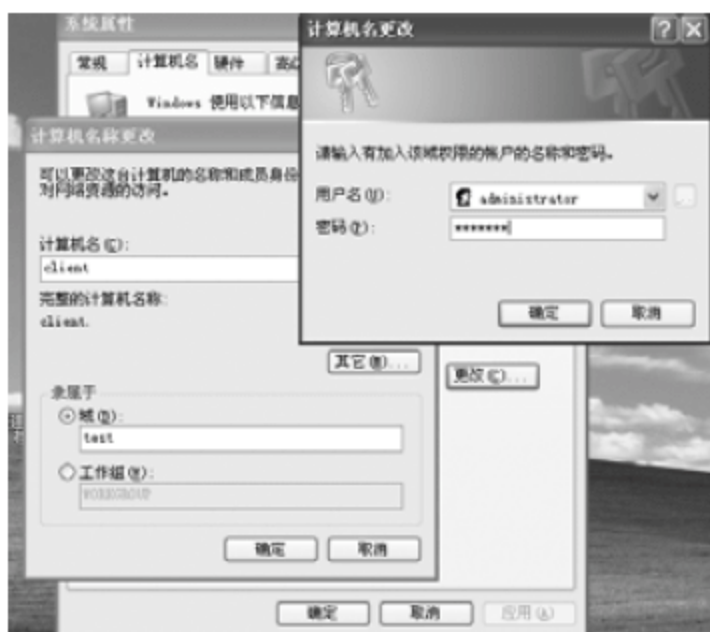 系统属性
常规 计算机名 硬件
Windows 使用以下信息
计算机名称更改
可以更改这台计算机的名称和成员身份
对网络资源的访问。
计算机名(C):
client
完整的计算机名称:
client.
其它(M)...
隶属于
域(D):
test
工作组(W):
WORKGROUP
确定 取消
计算机名更改
请输入有加入该域权限的帐户的名称和密码。
用户名(U): administrator
密码(P): *******
确定 取消
更改(C)...
确定 取消 应用(A)